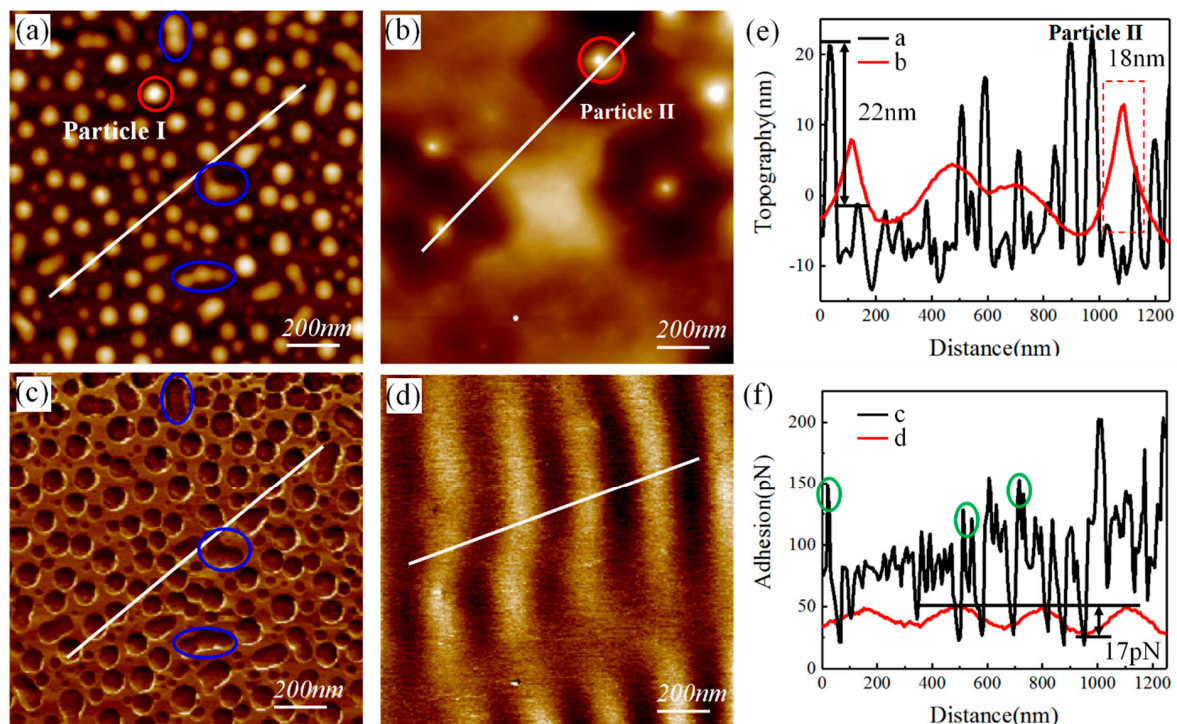 (a)
Particle I
200nm
(b)
Particle II
200nm
(e)
Particle II
a
b
18nm
22nm
20
10
0
-10
Topography(nm)
0 200 400 600 800 1000 1200
Distance(nm)
(c)
200nm
(d)
200nm
(f)
c
d
200
150
100
50
0
Adhesion(pN)
17pN
0 200 400 600 800 1000 1200
Distance(nm)